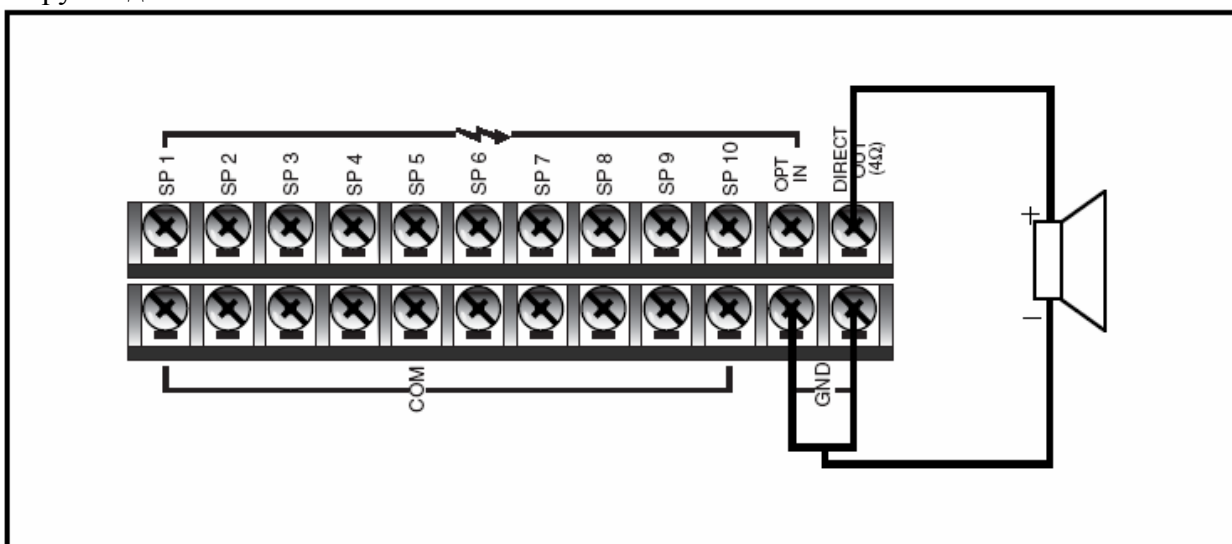 SP 1
SP 2
SP 3
SP 4
SP 5
SP 6
SP 7
SP 8
SP 9
SP 10
OPT
IN
DIRECT
OUT
(4Ω)
+
−
COM
GND